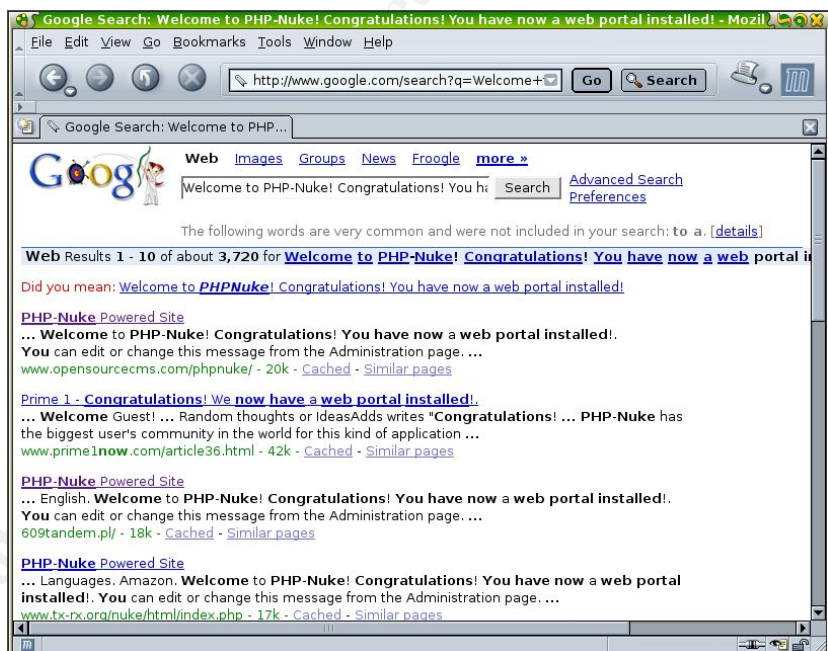 Google Search: Welcome to PHP-Nuke! Congratulations! You have now a web portal installed! - Mozil
File Edit View Go Bookmarks Tools Window Help
http://www.google.com/search?q=Welcome+ Go Search
Google Search: Welcome to PHP...
Google
Web Images Groups News Froogle more »
Welcome to PHP-Nuke! Congratulations! You ha Search Advanced Search
Preferences
The following words are very common and were not included in your search: to a. [details]
Web Results 1 - 10 of about 3,720 for Welcome to PHP-Nuke! Congratulations! You have now a web portal in
Did you mean: Welcome to PHPNuke! Congratulations! You have now a web portal installed!
PHP-Nuke Powered Site
... Welcome to PHP-Nuke! Congratulations! You have now a web portal installed!.
You can edit or change this message from the Administration page. ...
www.opensourcecms.com/phpnuke/ - 20k - Cached - Similar pages
Prime 1 - Congratulations! We now have a web portal installed!.
... Welcome Guest! ... Random thoughts or IdeasAdds writes "Congratulations! ... PHP-Nuke has
the biggest user's community in the world for this kind of application ...
www.prime1now.com/article36.html - 42k - Cached - Similar pages
PHP-Nuke Powered Site
... English. Welcome to PHP-Nuke! Congratulations! You have now a web portal installed!.
You can edit or change this message from the Administration page. ...
609tandem.pl/ - 18k - Cached - Similar pages
PHP-Nuke Powered Site
... Languages. Amazon. Welcome to PHP-Nuke! Congratulations! You have now a web portal
installed!. You can edit or change this message from the Administration page. ...
www.tx-rx.org/nuke/html/index.php - 17k - Cached - Similar pages